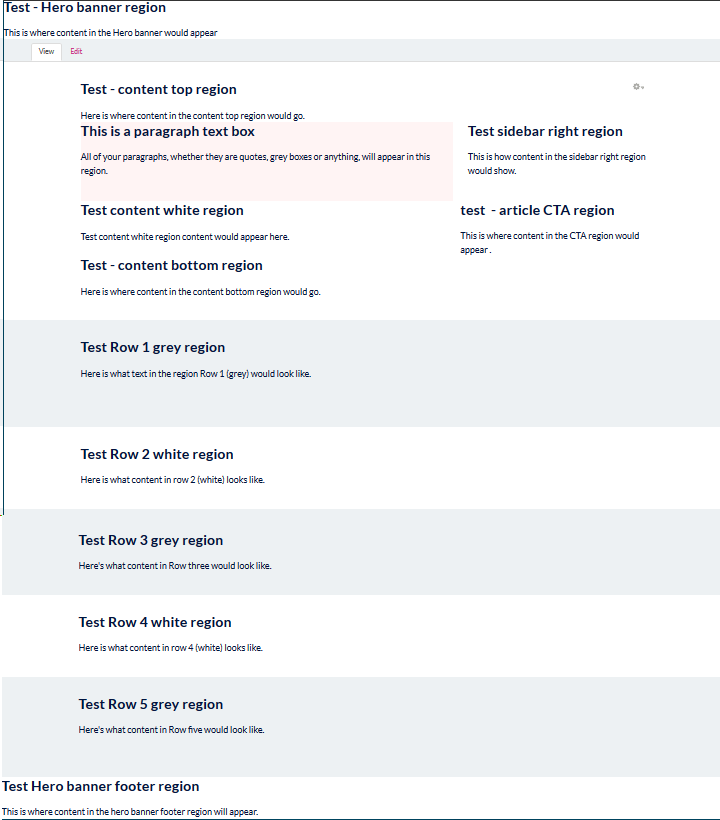 Test - Hero banner region
This is where content in the Hero banner would appear
View Edit
Test - content top region
Here is where content in the content top region would go.
This is a paragraph text box
All of your paragraphs, whether they are quotes, grey boxes or anything, will appear in this
region.
Test sidebar right region
This is how content in the sidebar right region
would show.
Test content white region
Test content white region content would appear here.
test - article CTA region
This is where content in the CTA region would
appear .
Test - content bottom region
Here is where content in the content bottom region would go.
Test Row 1 grey region
Here is what text in the region Row 1 (grey) would look like.
Test Row 2 white region
Here is what content in row 2 (white) looks like.
Test Row 3 grey region
Here's what content in Row three would look like.
Test Row 4 white region
Here is what content in row 4 (white) looks like.
Test Row 5 grey region
Here's what content in Row five would look like.
Test Hero banner footer region
This is where content in the hero banner footer region will appear.